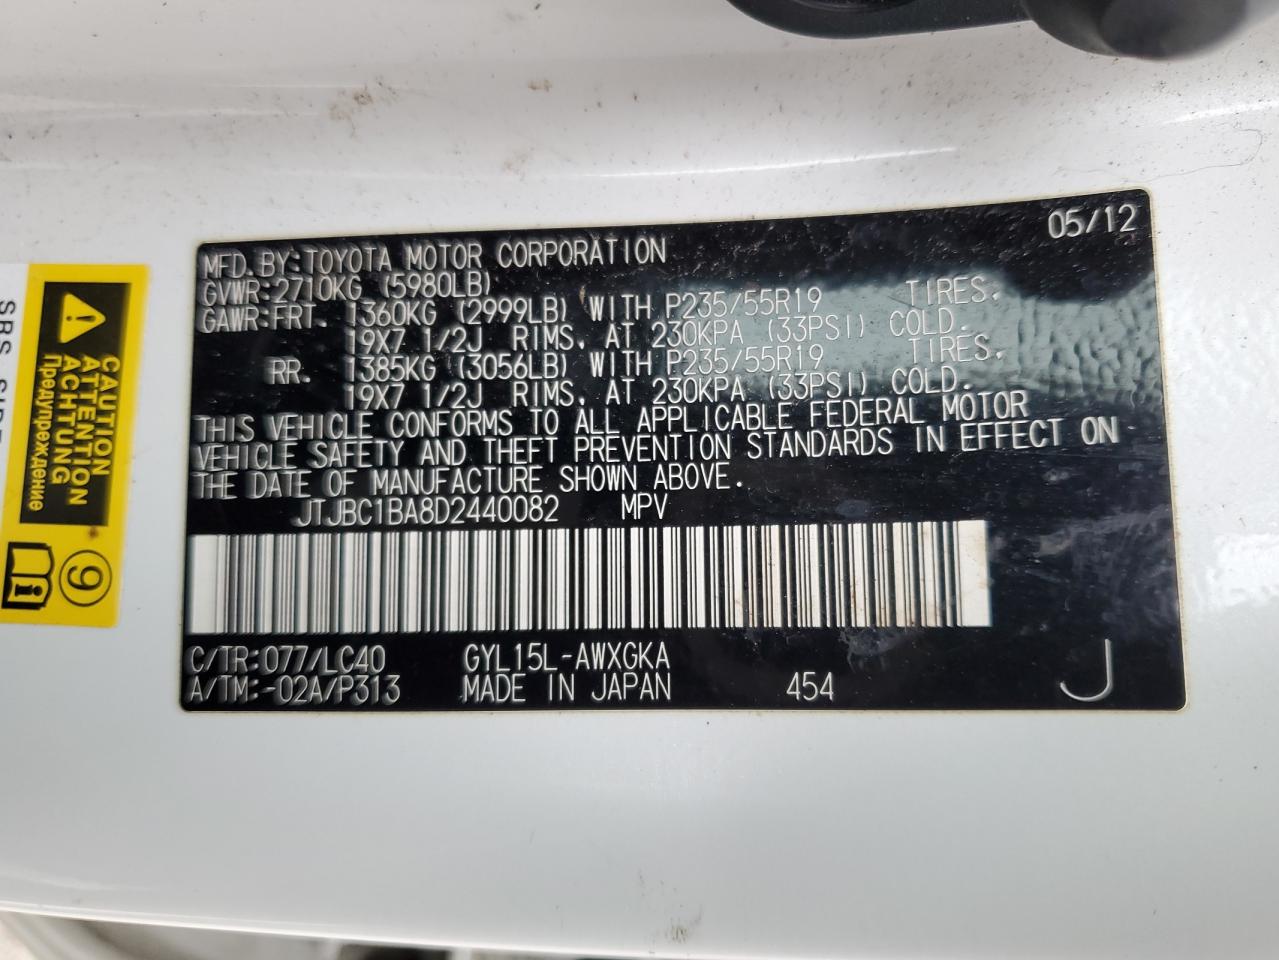 05/12
MFD.BY:TOYOTA MOTOR CORPORATION
GVWR:2710KG (5980LB)
GAWR:FRT. 1360KG (2999LB) WITH P235/55R19 TIRES.
19X7 1/2J RIMS, AT 230KPA (33PSI) COLD.
RR. 1385KG (3056LB) WITH P235/55R19 TIRES.
19X7 1/2J RIMS, AT 230KPA (33PSI) COLD.
THIS VEHICLE CONFORMS TO ALL APPLICABLE FEDERAL MOTOR
VEHICLE SAFETY AND THEFT PREVENTION STANDARDS IN EFFECT ON
THE DATE OF MANUFACTURE SHOWN ABOVE.
JTJBC1BA8D2440082 MPV
C/TR:077/LC40 GYL15L-AWXGKA
A/TM:-02A/P313 MADE IN JAPAN 454 J
CAUTION
ATTENTION
ACHTUNG
Предупреждение
9
i
SRS